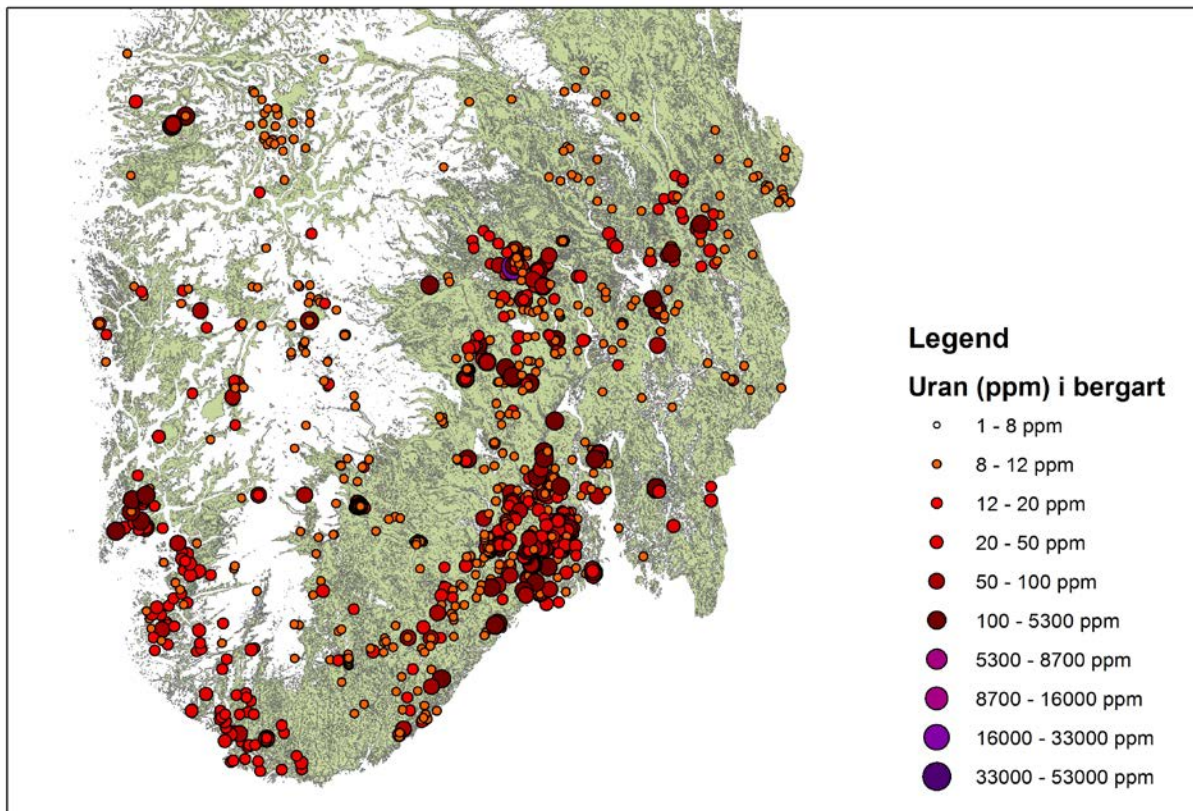 Legend
Uran (ppm) i bergart
1 - 8 ppm
8 - 12 ppm
12 - 20 ppm
20 - 50 ppm
50 - 100 ppm
100 - 5300 ppm
5300 - 8700 ppm
8700 - 16000 ppm
16000 - 33000 ppm
33000 - 53000 ppm